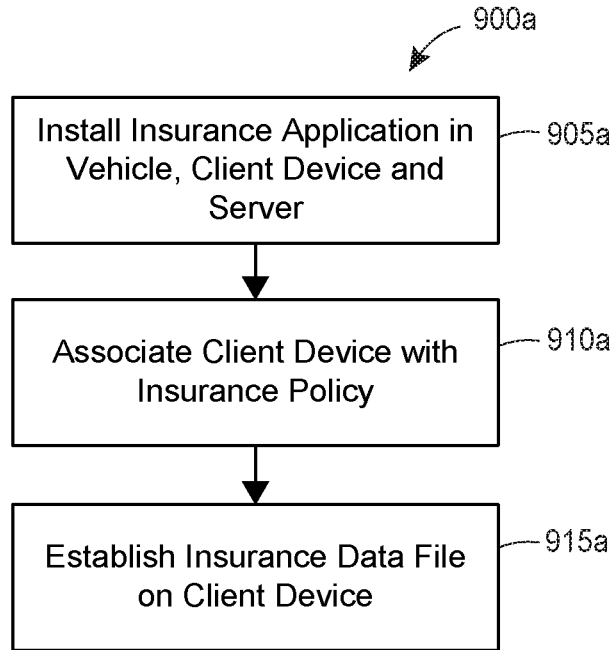 900a
Install Insurance Application in
Vehicle, Client Device and
Server
905a
Associate Client Device with
Insurance Policy
910a
Establish Insurance Data File
on Client Device
915a